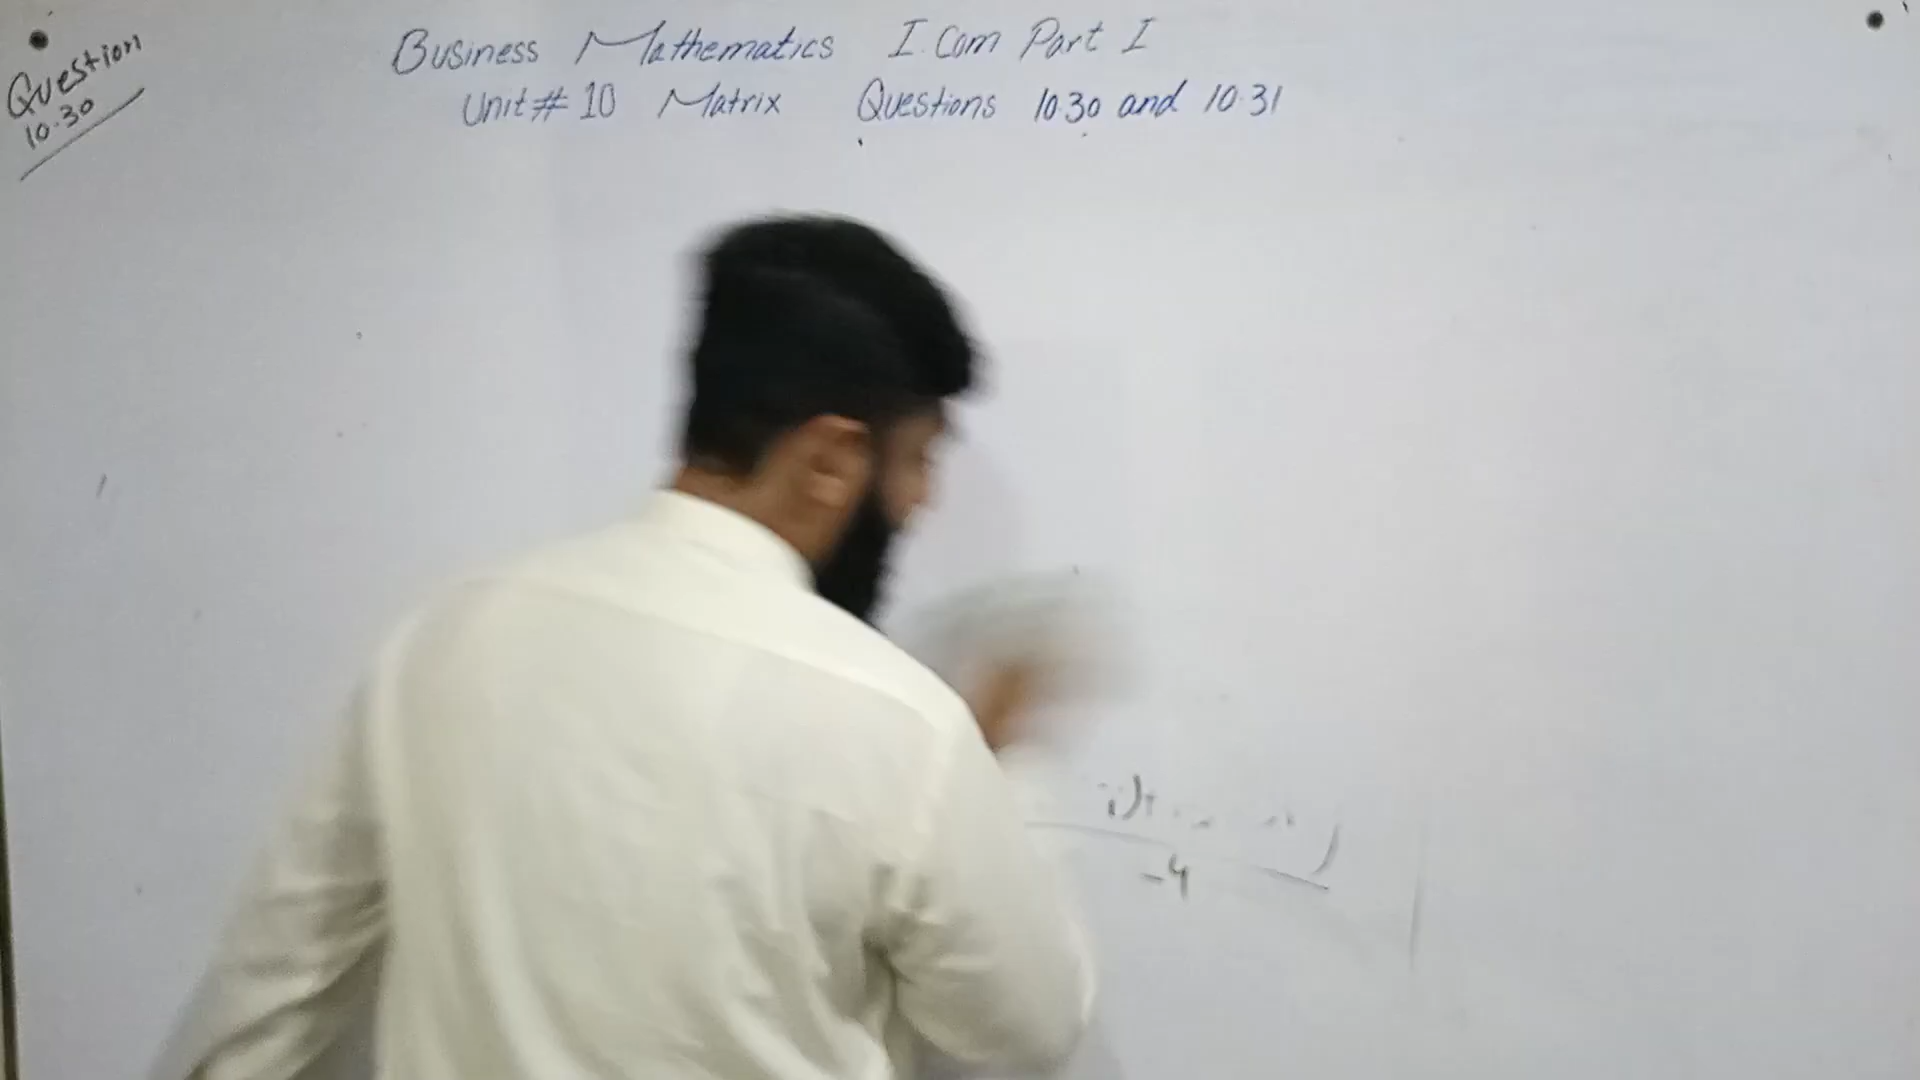 Question
10.30
Business Mathematics I.Com Part I
Unit # 10 Matrix Questions 10.30 and 10.31
-4